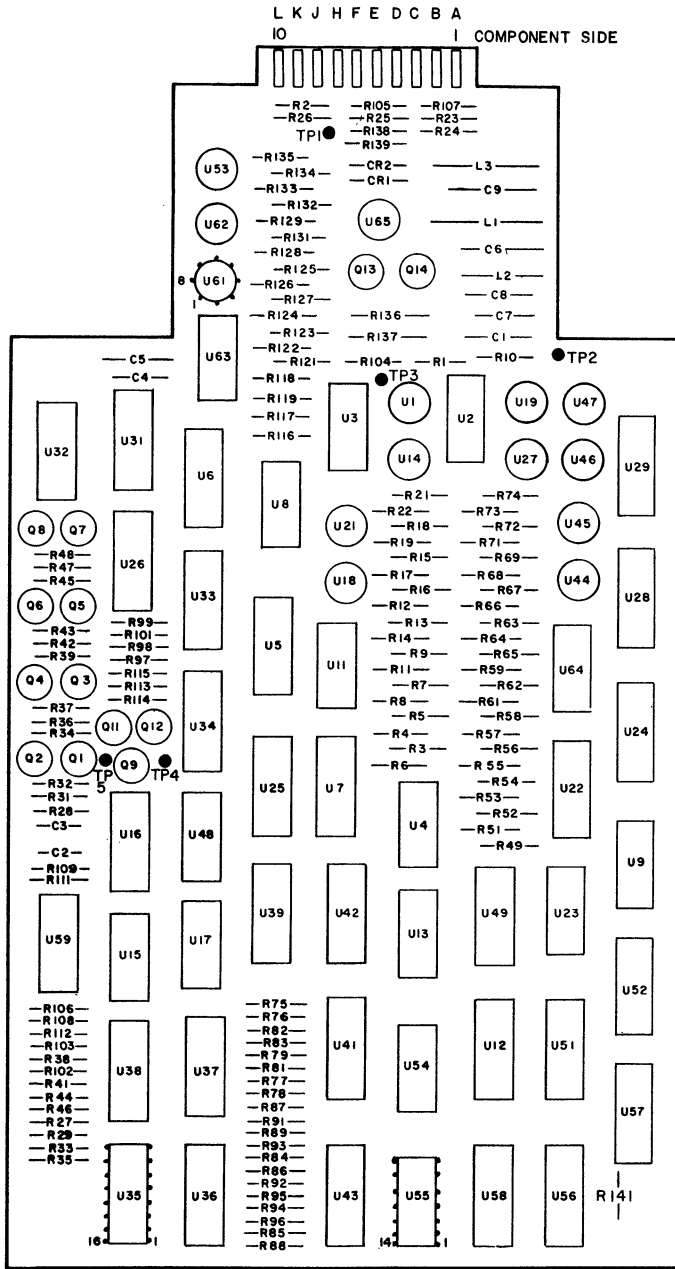 L K J H F E D C B A
10 1 COMPONENT SIDE
R2 R105 R107
R26 R25 R23
TP1 R138 R24
R139
R135 CR2 L3
U53 R134 CR1
R133 C9
R132
U62 R129 U65 L1
R131
R128 C6
8 U61 R125 Q13 Q14 L2
R126
1 R127 C8
R124 R136 C7
R123 R137 C1
U63 R122
C5 R121 R104 R1 R10 TP2
C4 R118 TP3
R119 U3 U1 U2 U19 U47
U32 U31 R117
R116
U6 U14 U27 U46 U29
U8
R21 R74
R22 R73
Q8 Q7 U21 R18 R72 U45
R19 R71
R48 U26 R15 R69
R47 U33 R17 R68
R45 U18 R16 R67 U44 U28
Q6 Q5 R12 R66
R99 U5 R13 R63
R43 R101 R14 R64
R42 R98 U11 R9 R65 U64
R39 R97 R11 R59
Q4 Q3 R115 R7 R62
R113 R8 R61
R37 R114 R5 R58
R36 Q11 Q12 U34 R4 R57 U24
R34 R3 R56
Q2 Q1 TP5 Q9 TP4 R6 R55
R32 U25 U7 R54 U22
R31 R53
R28 U16 U48 U4 R52
C3 R51
C2 R49 U9
R109
R111
U59 U15 U17 U39 U42 U13 U49 U23
R106 R75 U52
R108 R76
R112 R82
R103 R83
R38 U38 U37 R79 U41 U54 U12 U51
R102 R81
R41 R77
R44 R78
R46 R87
R27 R91 U57
R29 R89
R33 R93
R35 R84
R86
U35 U36 R92 U43 U55 U58 U56 R141
R95
R94
R96
R85
16 1 R88 14 1